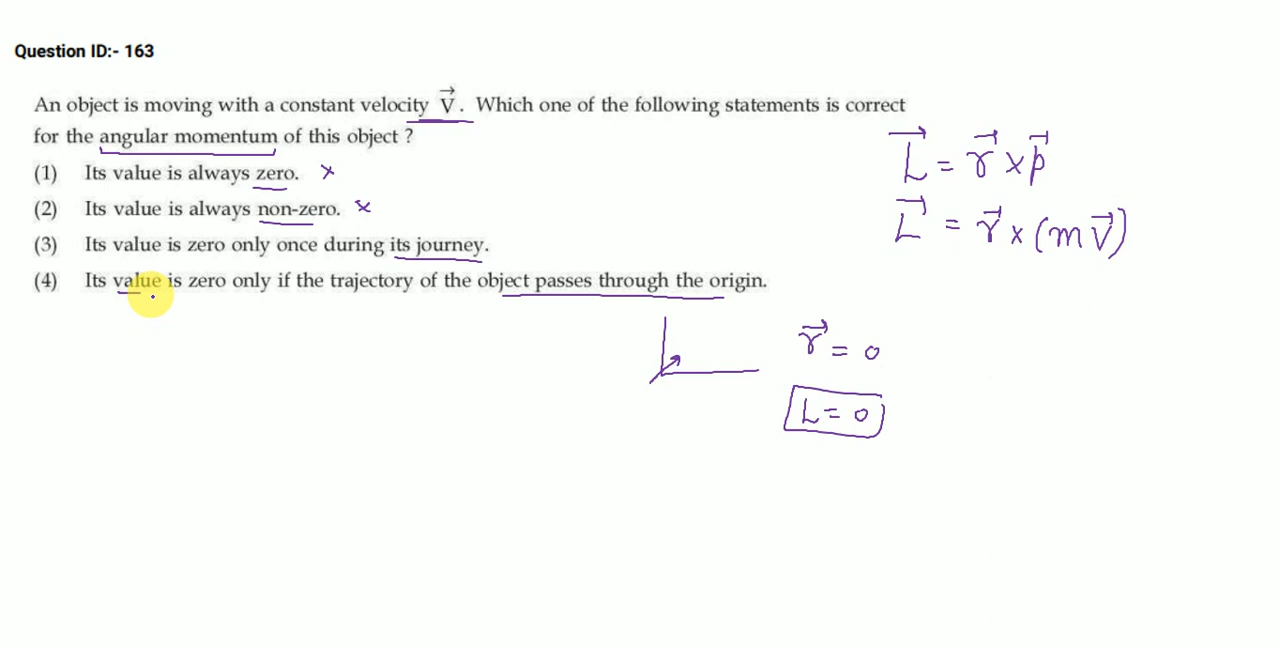 Question ID:- 163
An object is moving with a constant velocity V⃗. Which one of the following statements is correct
for the angular momentum of this object ?
(1) Its value is always zero. ×
(2) Its value is always non-zero. ×
(3) Its value is zero only once during its journey.
(4) Its value is zero only if the trajectory of the object passes through the origin.
L⃗ = r⃗ × p⃗
L⃗ = r⃗ × (m v⃗)
r⃗ = 0
L = 0